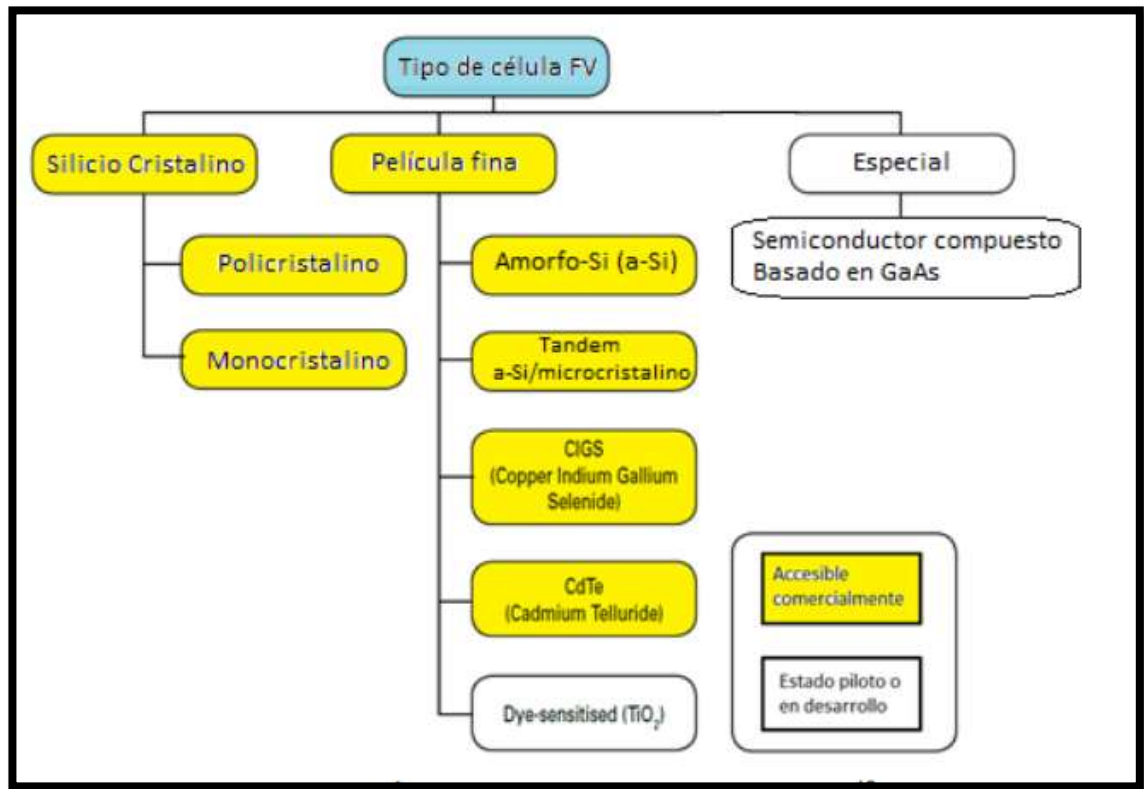 Tipo de célula FV
Silicio Cristalino
Película fina
Especial
Policristalino
Monocristalino
Amorfo-Si (a-Si)
Tandem
a-Si/microcristalino
CIGS
(Copper Indium Gallium
Selenide)
CdTe
(Cadmium Telluride)
Dye-sensitised (TiO₂)
Semiconductor compuesto
Basado en GaAs
Accesible
comercialmente
Estado piloto o
en desarrollo